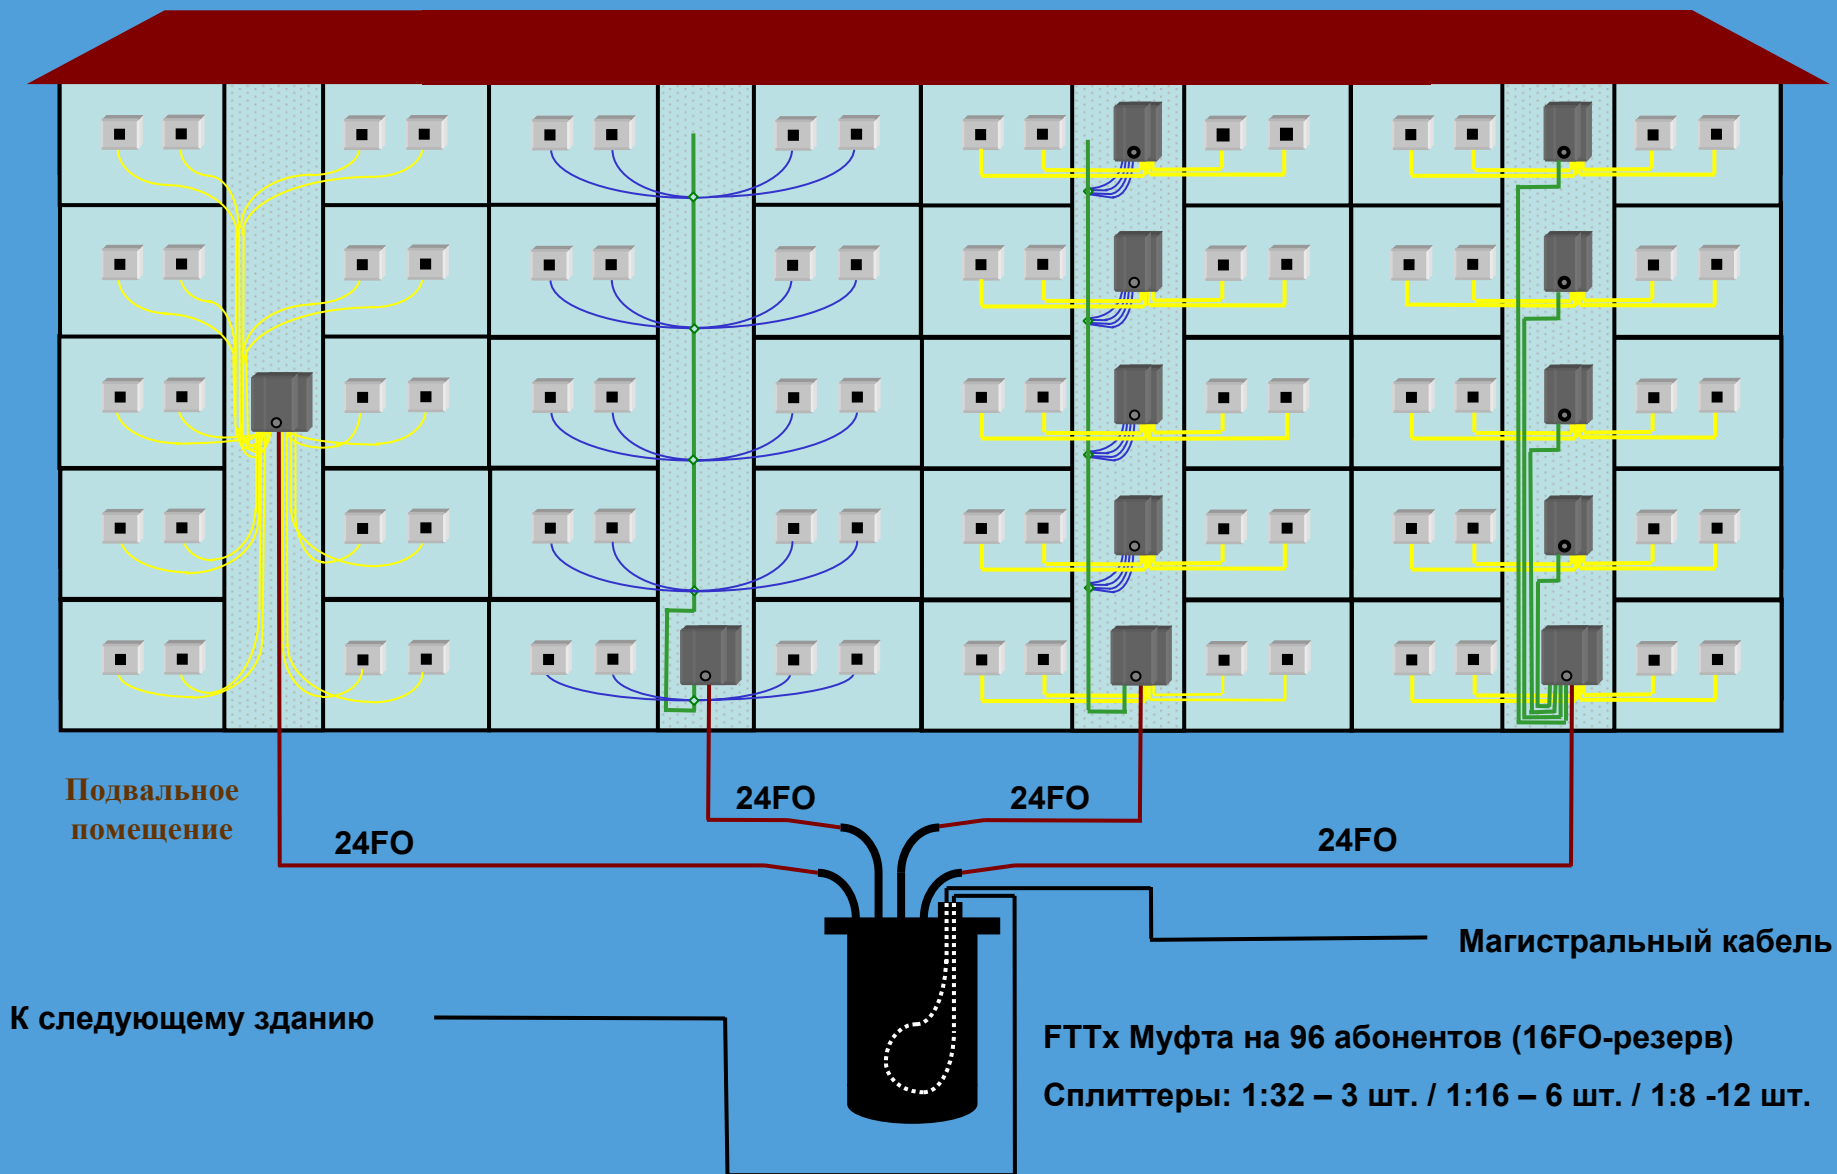 Подвальное
помещение
24FO
24FO
24FO
24FO
Магистральный кабель
К следующему зданию
FTTx Муфта на 96 абонентов (16FO-резерв)
Сплиттеры: 1:32 – 3 шт. / 1:16 – 6 шт. / 1:8 -12 шт.